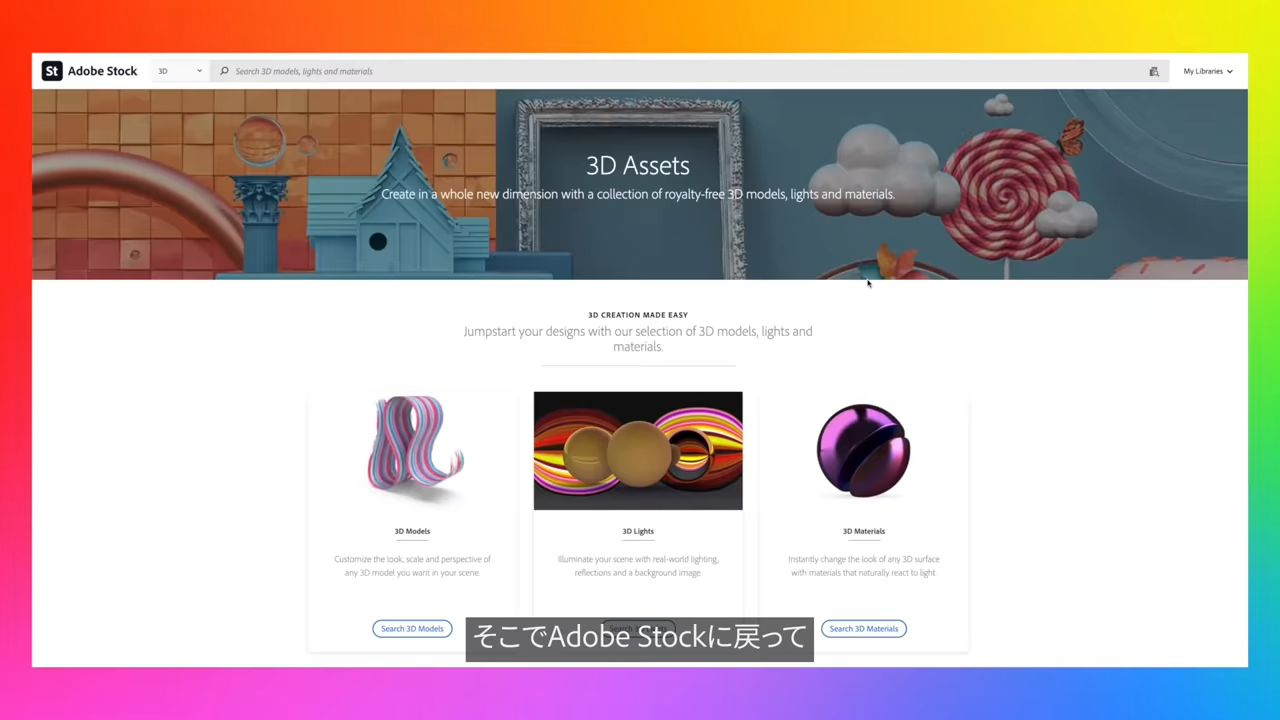 St Adobe Stock 3D Search 3D models, lights and materials My Libraries
3D Assets
Create in a whole new dimension with a collection of royalty-free 3D models, lights and materials.
3D CREATION MADE EASY
Jumpstart your designs with our selection of 3D models, lights and
materials.
3D Models
Customize the look, scale and perspective of
any 3D model you want in your scene.
Search 3D Models
3D Lights
Illuminate your scene with real-world lighting,
reflections and a background image.
3D Materials
Instantly change the look of any 3D surface
with materials that naturally react to light.
Search 3D Materials
そこでAdobe Stockに戻って